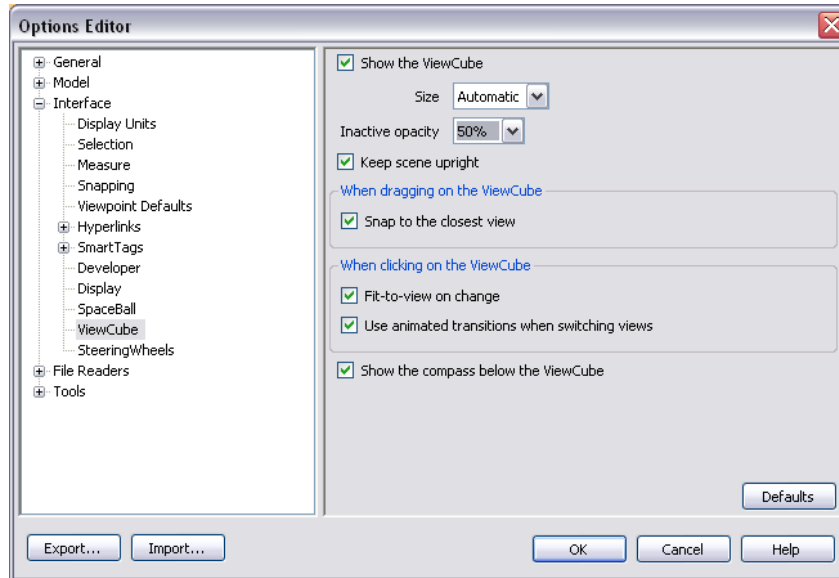 Options Editor
General
Model
Interface
Display Units
Selection
Measure
Snapping
Viewpoint Defaults
Hyperlinks
SmartTags
Developer
Display
SpaceBall
ViewCube
SteeringWheels
File Readers
Tools
Show the ViewCube
Size Automatic
Inactive opacity 50%
Keep scene upright
When dragging on the ViewCube
Snap to the closest view
When clicking on the ViewCube
Fit-to-view on change
Use animated transitions when switching views
Show the compass below the ViewCube
Defaults
Export... Import... OK Cancel Help